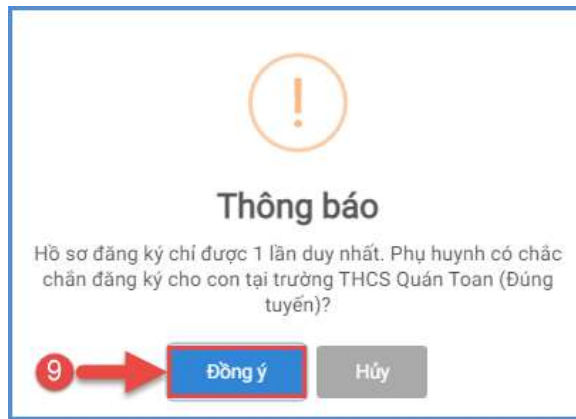 !
Thông báo
Hồ sơ đăng ký chỉ được 1 lần duy nhất. Phụ huynh có chắc
chắn đăng ký cho con tại trường THCS Quán Toan (Đúng
tuyến)?
9 Đồng ý Hủy